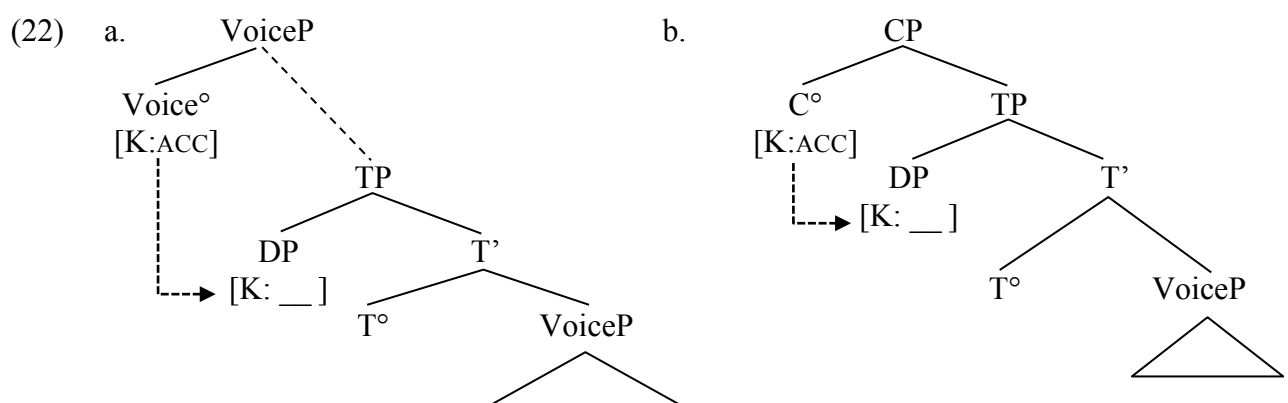 (22) a. VoiceP b. CP
Voice° C° TP
[K:ACC] [K:ACC]
TP DP T’
[K: __ ]
DP T’
[K: __ ] T° VoiceP
T° VoiceP